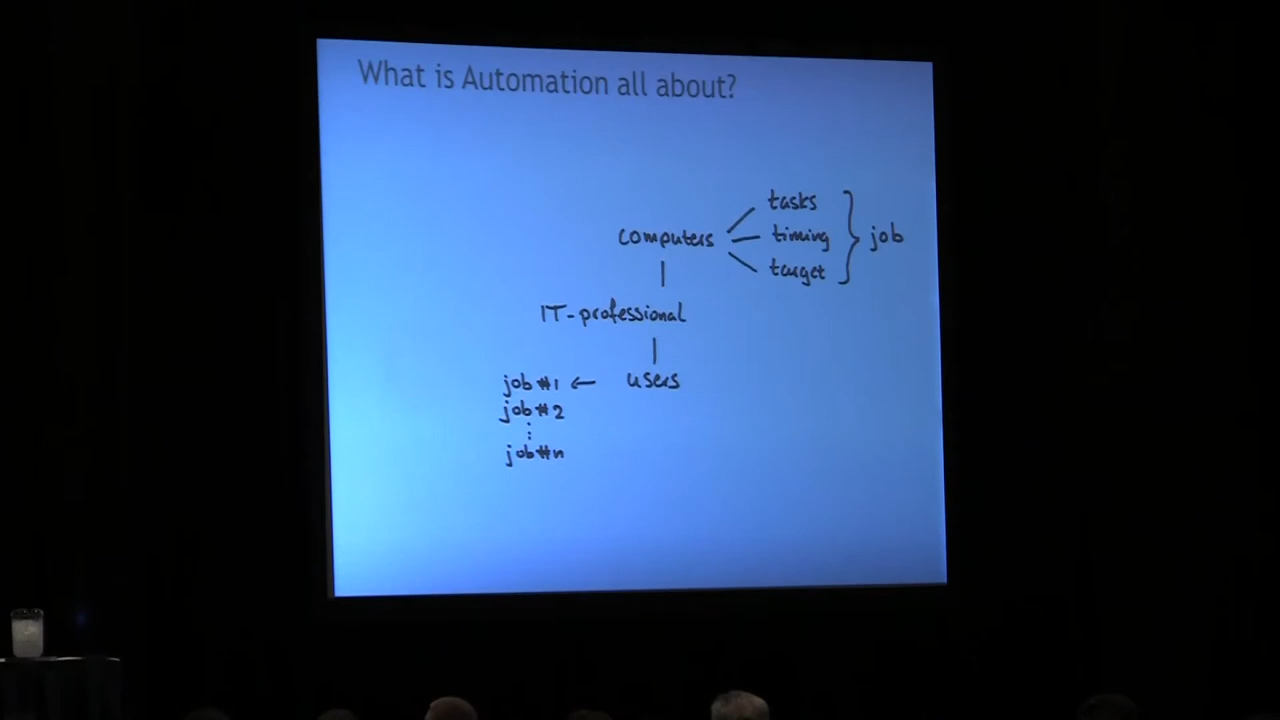 What is Automation all about?
tasks
computers
timing
job
target
IT-professional
users
job#1 ←
job#2
⋮
job#n